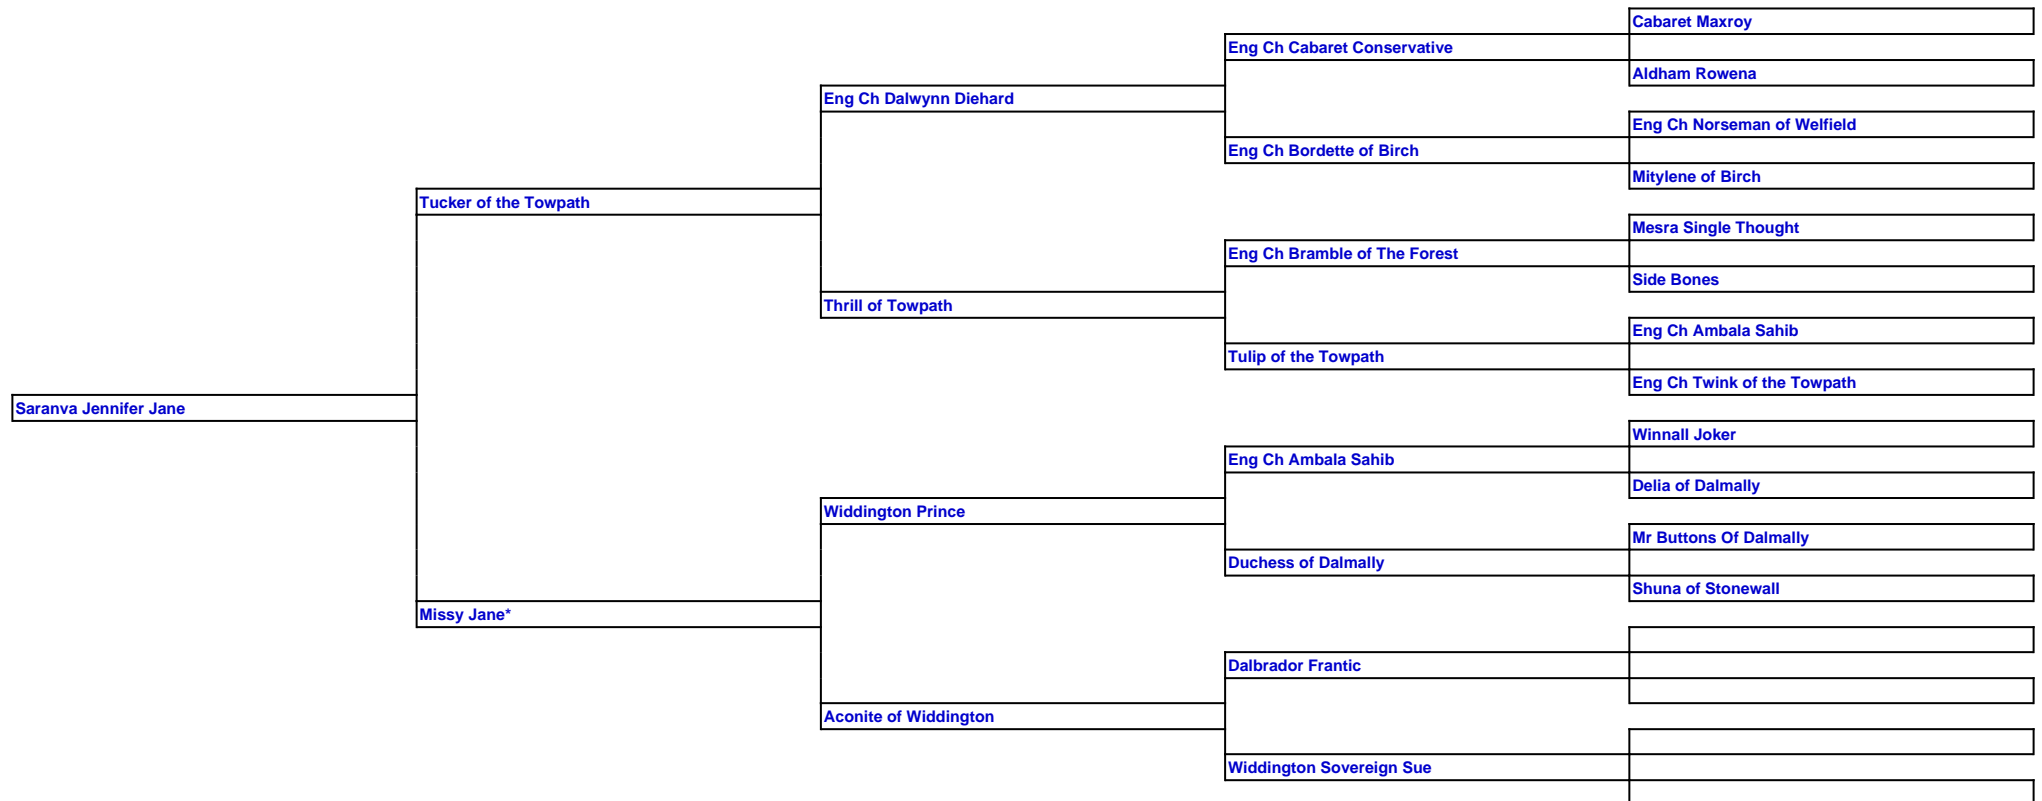 Cabaret Maxroy
Eng Ch Cabaret Conservative
Aldham Rowena
Eng Ch Dalwynn Diehard
Eng Ch Norseman of Welfield
Eng Ch Bordette of Birch
Mitylene of Birch
Tucker of the Towpath
Mesra Single Thought
Eng Ch Bramble of The Forest
Side Bones
Thrill of Towpath
Eng Ch Ambala Sahib
Tulip of the Towpath
Eng Ch Twink of the Towpath
Saranva Jennifer Jane
Winnall Joker
Eng Ch Ambala Sahib
Delia of Dalmally
Widdington Prince
Mr Buttons Of Dalmally
Duchess of Dalmally
Shuna of Stonewall
Missy Jane*
Dalbrador Frantic
Aconite of Widdington
Widdington Sovereign Sue